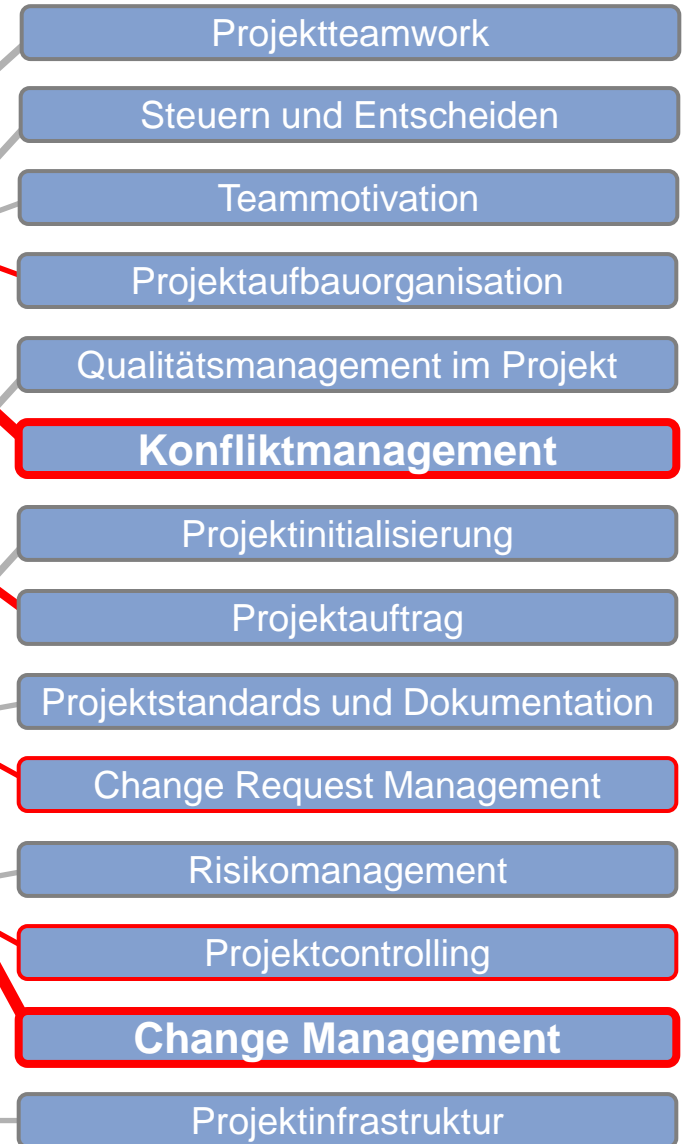 Projektteamwork
Steuern und Entscheiden
Teammotivation
Projektaufbauorganisation
Qualitätsmanagement im Projekt
Konfliktmanagement
Projektinitialisierung
Projektauftrag
Projektstandards und Dokumentation
Change Request Management
Risikomanagement
Projektcontrolling
Change Management
Projektinfrastruktur